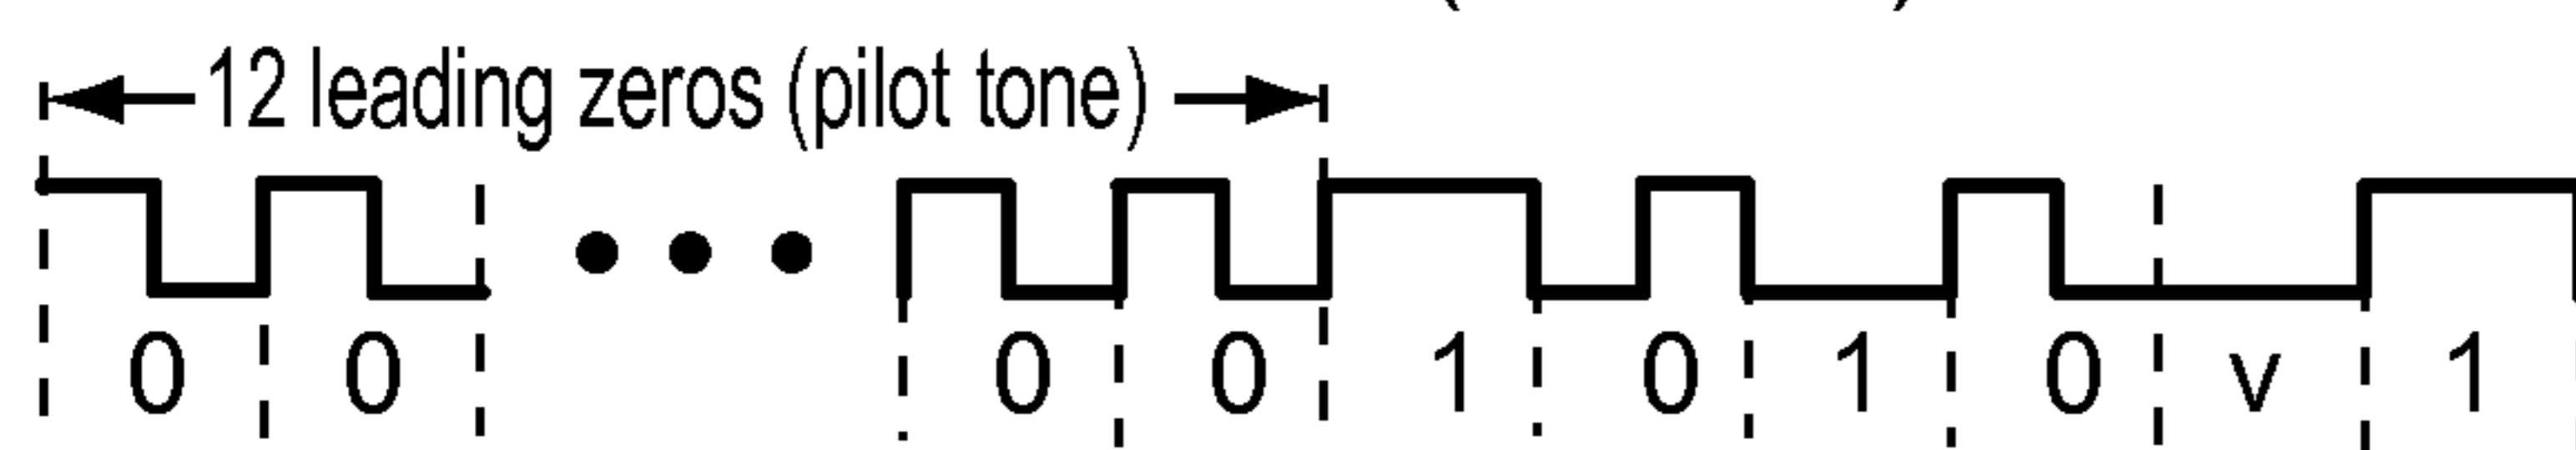 12 leading zeros (pilot tone)
0 0 0 0 1 0 1 0 v 1